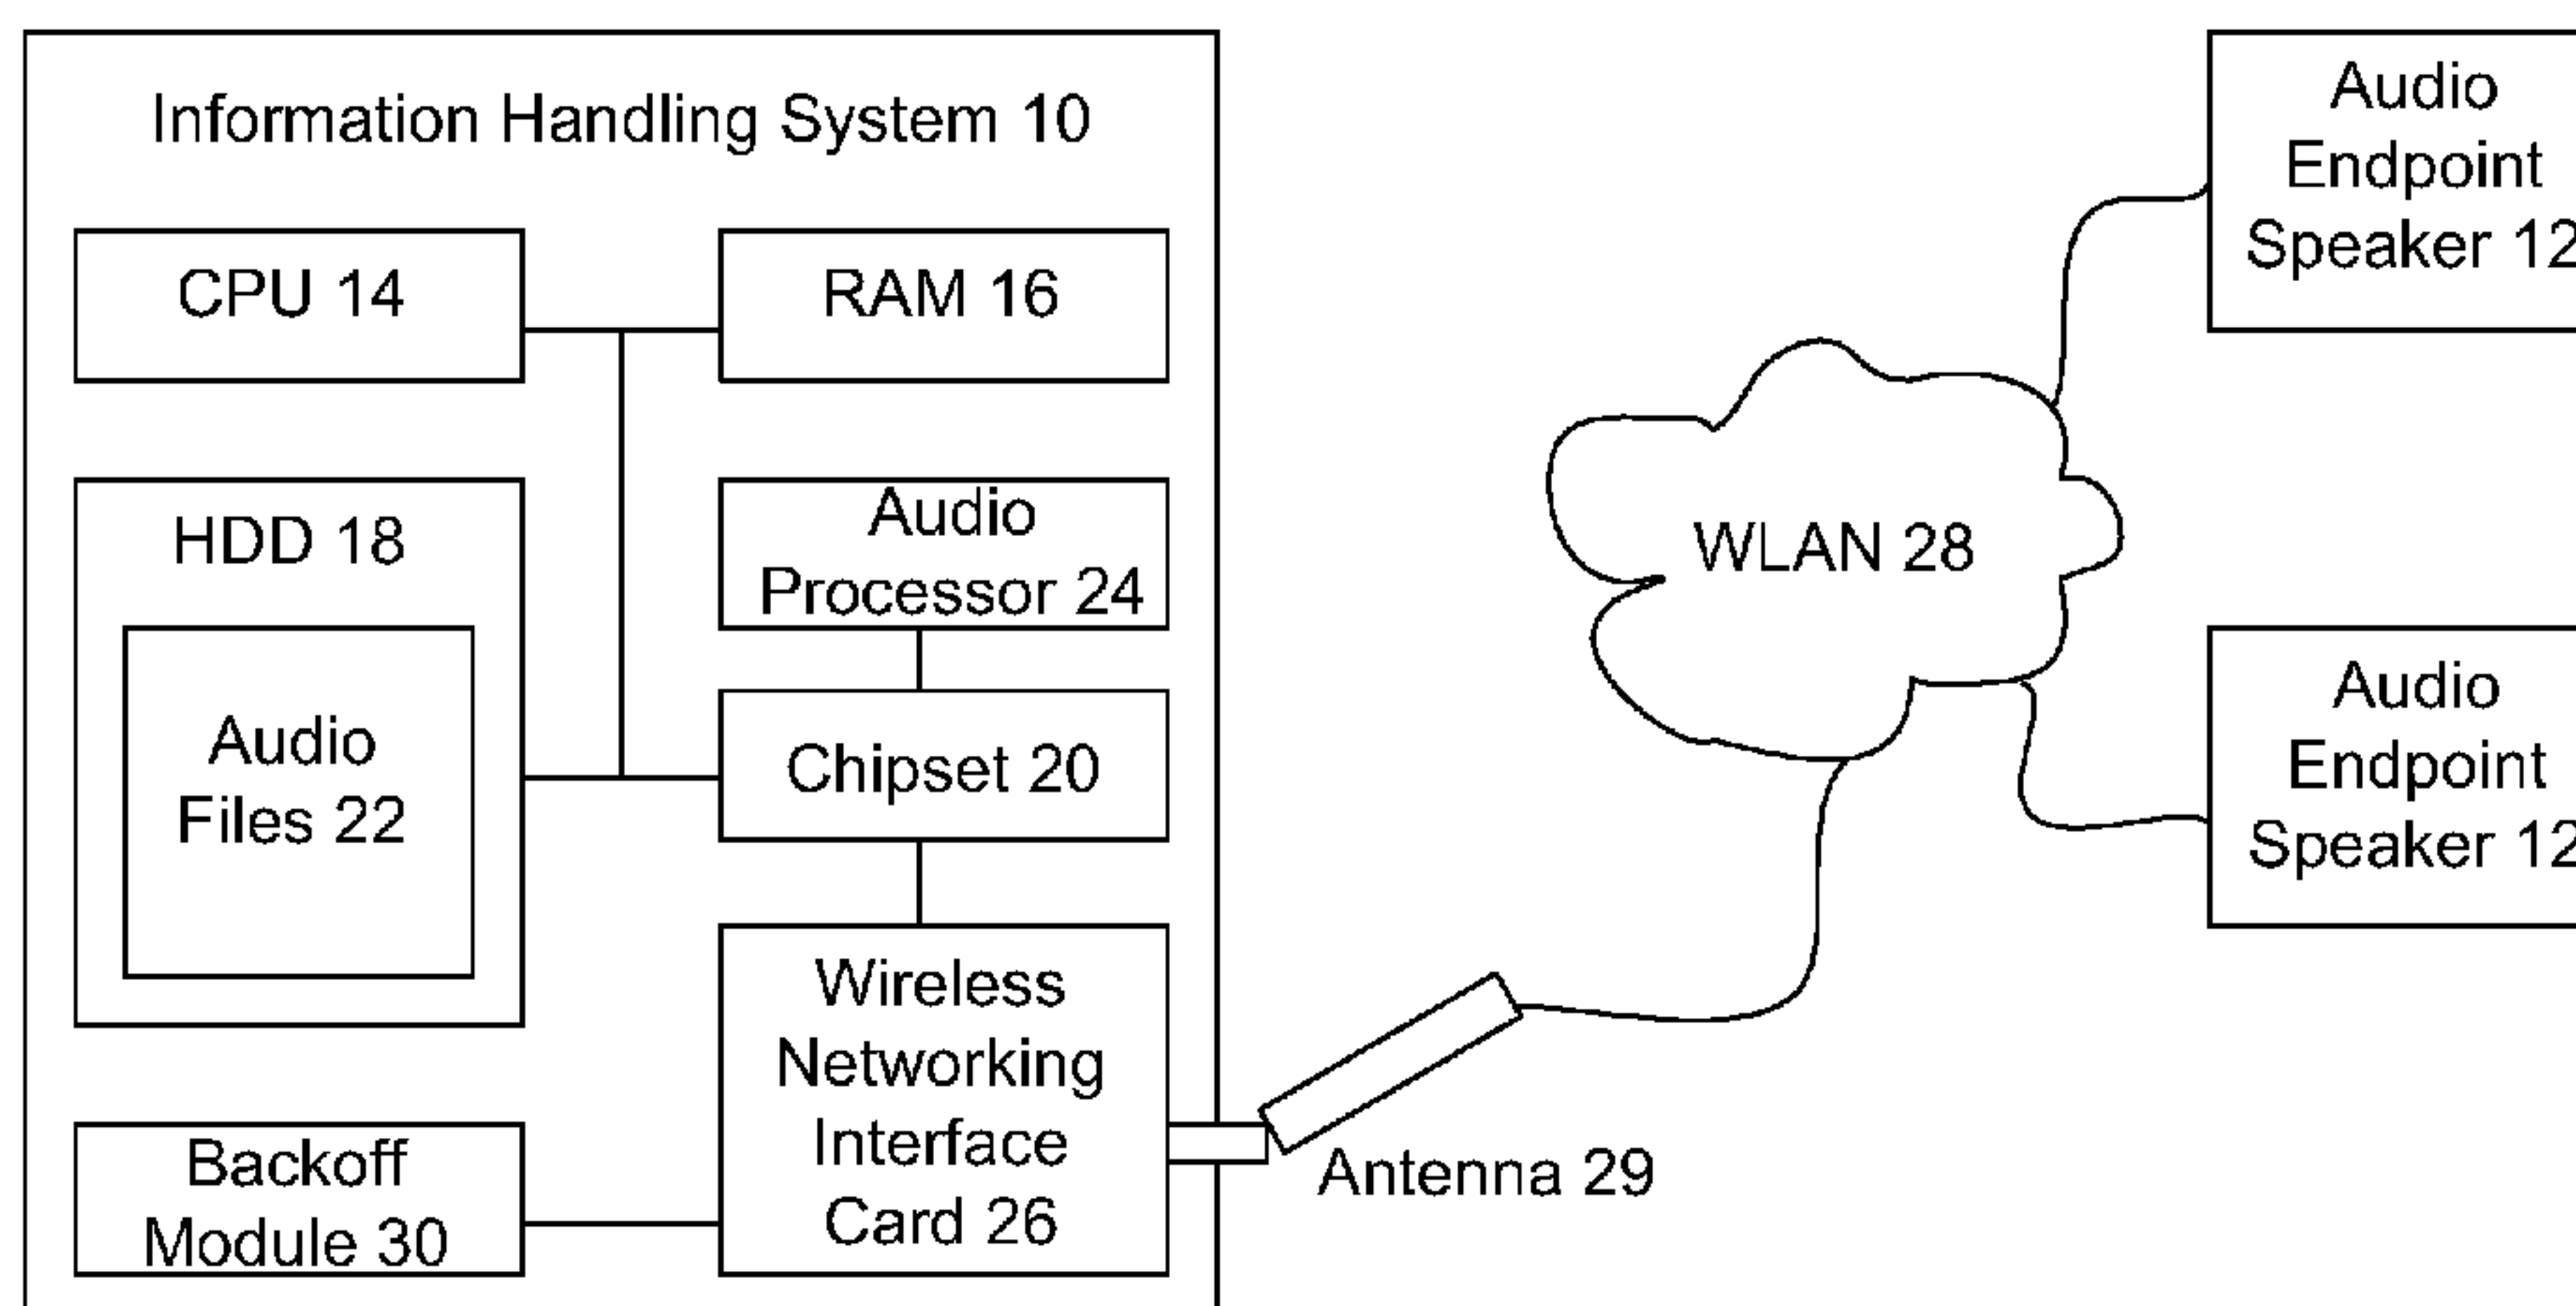 Information Handling System 10
CPU 14
RAM 16
HDD 18
Audio
Files 22
Audio
Processor 24
Chipset 20
Wireless
Networking
Interface
Card 26
Backoff
Module 30
Antenna 29
WLAN 28
Audio
Endpoint
Speaker 12
Audio
Endpoint
Speaker 12